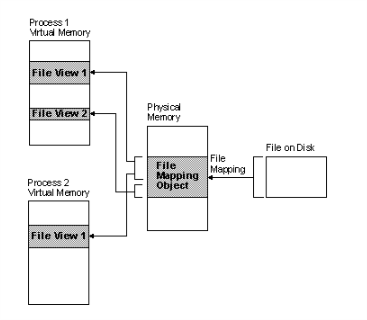 Process 1
Virtual Memory
File View 1
File View 2
Physical
Memory
File
Mapping
Object
File
Mapping
File on Disk
Process 2
Virtual Memory
File View 1